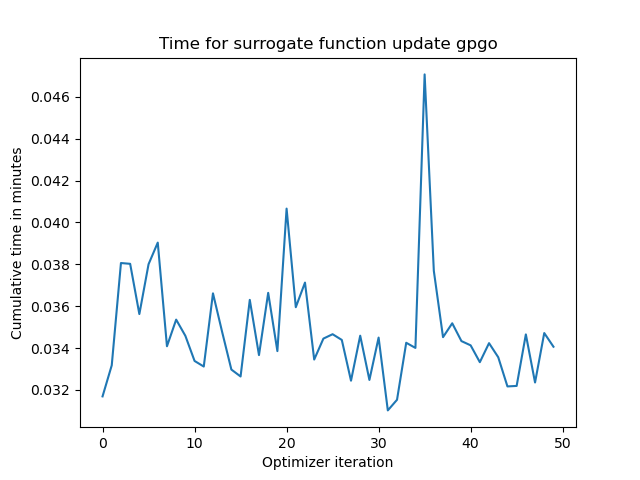 Time for surrogate function update gpgo
0.046
0.044
0.042
0.040
0.038
0.036
0.034
0.032
Cumulative time in minutes
0 10 20 30 40 50
Optimizer iteration